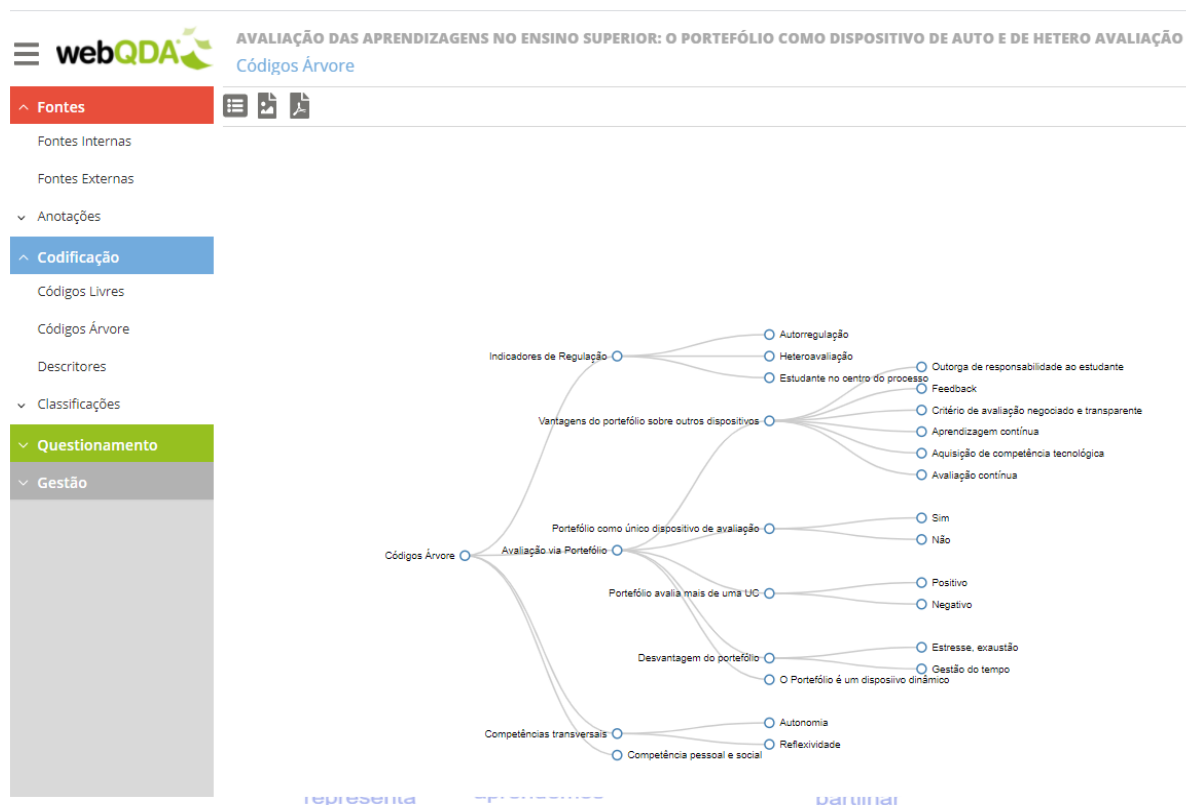 webQDA
AVALIAÇÃO DAS APRENDIZAGENS NO ENSINO SUPERIOR: O PORTEFÓLIO COMO DISPOSITIVO DE AUTO E DE HETERO AVALIAÇÃO
Códigos Árvore
Fontes
Fontes Internas
Fontes Externas
Anotações
Codificação
Códigos Livres
Códigos Árvore
Descritores
Classificações
Questionamento
Gestão
Códigos Árvore
Indicadores de Regulação
Autorregulação
Heteroavaliação
Estudante no centro do processo
Avaliação via Portefólio
Vantagens do portefólio sobre outros dispositivos
Outorga de responsabilidade ao estudante
Feedback
Critério de avaliação negociado e transparente
Aprendizagem contínua
Aquisição de competência tecnológica
Avaliação contínua
Portefólio como único dispositivo de avaliação
Sim
Não
Portefólio avalia mais de uma UC
Positivo
Negativo
Desvantagem do portefólio
Estresse, exaustão
Gestão do tempo
O Portefólio é um disposiivo dinâmico
Competências transversais
Autonomia
Reflexividade
Competência pessoal e social
representa aprendemos partilhar